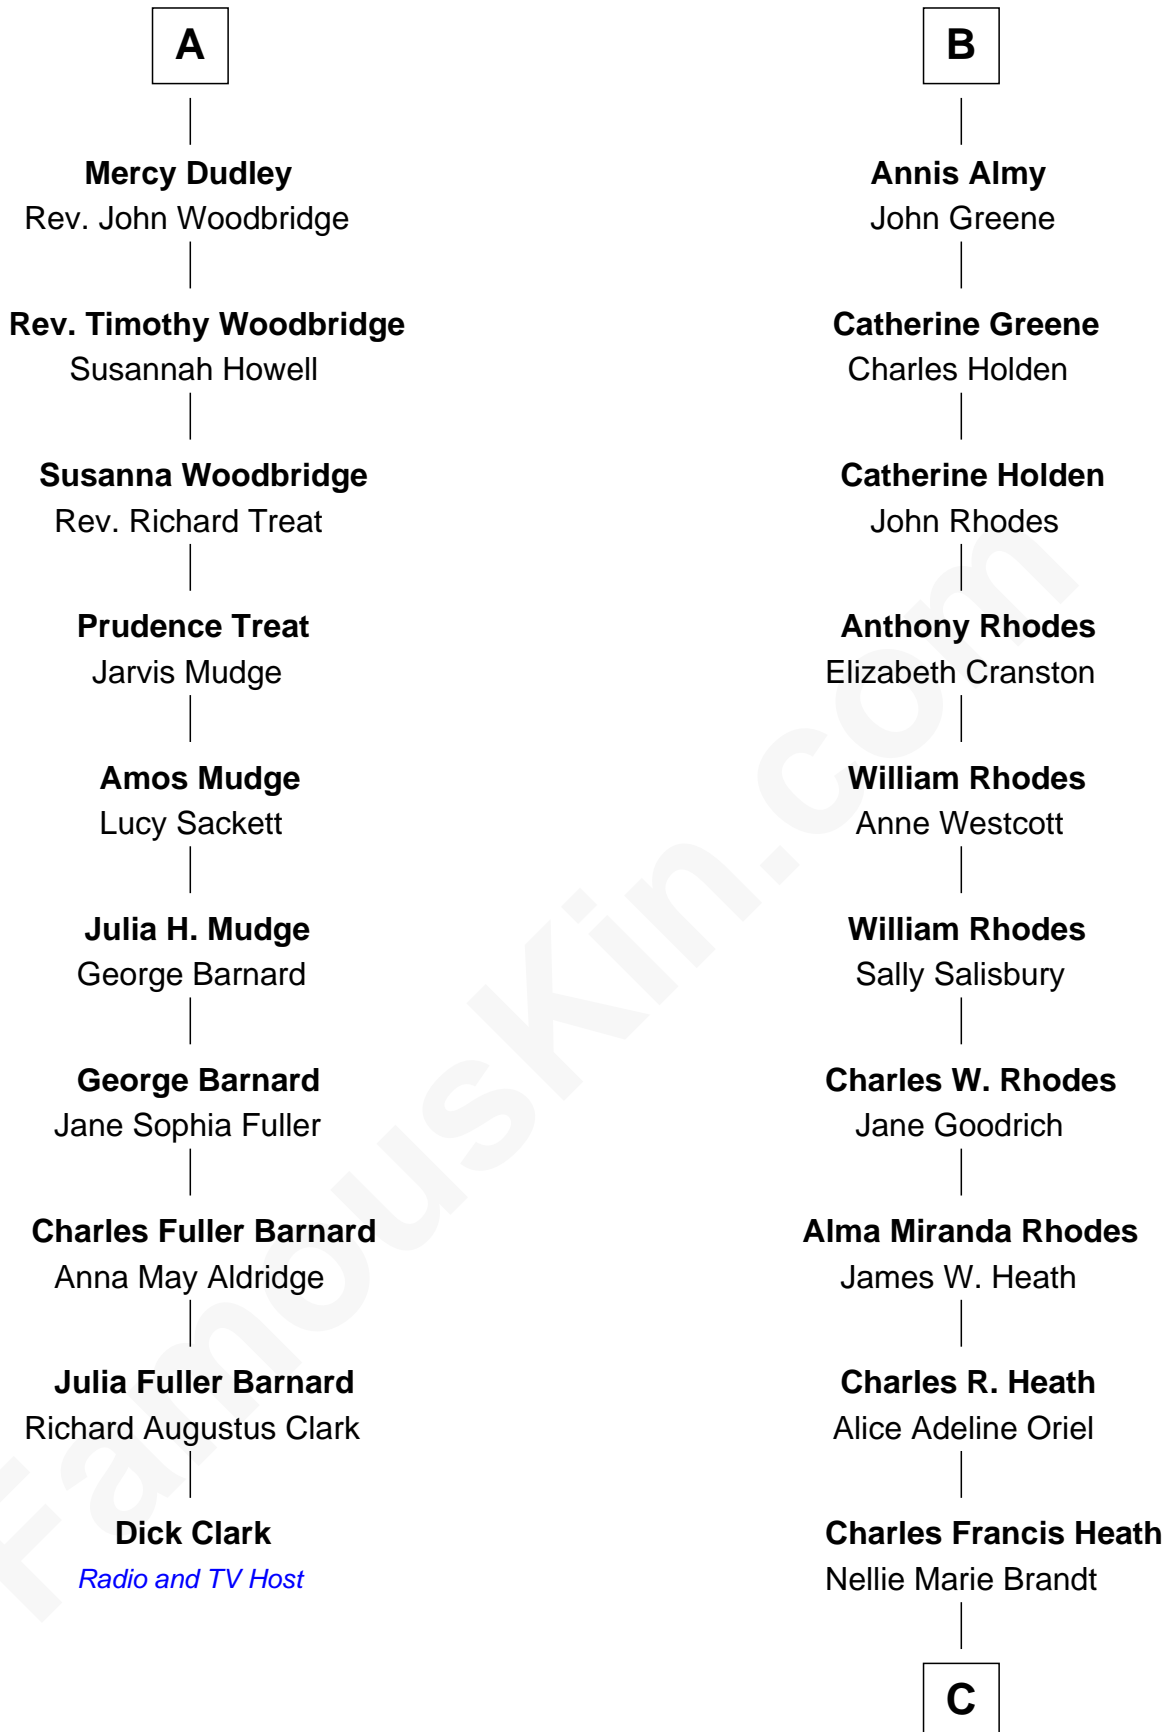 A
Mercy Dudley
Rev. John Woodbridge
Rev. Timothy Woodbridge
Susannah Howell
Susanna Woodbridge
Rev. Richard Treat
Prudence Treat
Jarvis Mudge
Amos Mudge
Lucy Sackett
Julia H. Mudge
George Barnard
George Barnard
Jane Sophia Fuller
Charles Fuller Barnard
Anna May Aldridge
Julia Fuller Barnard
Richard Augustus Clark
Dick Clark
Radio and TV Host
B
Annis Almy
John Greene
Catherine Greene
Charles Holden
Catherine Holden
John Rhodes
Anthony Rhodes
Elizabeth Cranston
William Rhodes
Anne Westcott
William Rhodes
Sally Salisbury
Charles W. Rhodes
Jane Goodrich
Alma Miranda Rhodes
James W. Heath
Charles R. Heath
Alice Adeline Oriel
Charles Francis Heath
Nellie Marie Brandt
C
FamousKin.com